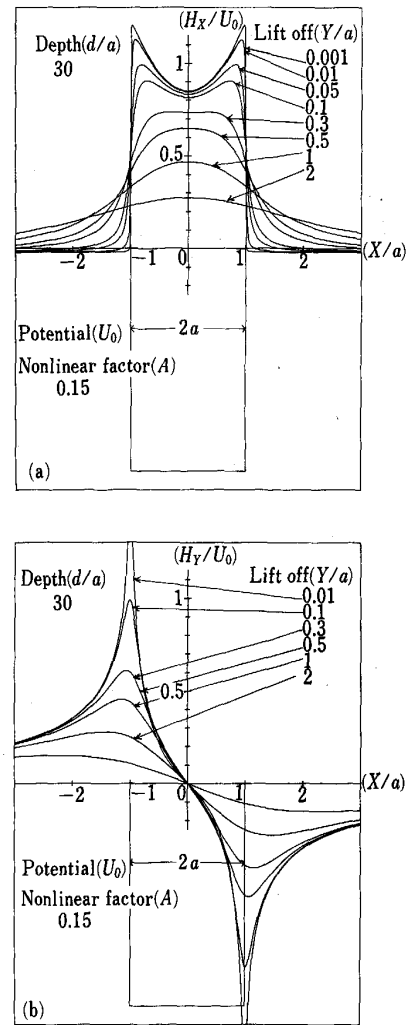 (H_X/U_0)
Depth(d/a)
30
Lift off(Y/a)
0.001
0.01
0.05
0.1
0.3
0.5
1
2
1
0.5
−2
−1
0
1
2
(X/a)
Potential(U_0)
2a
Nonlinear factor(A)
0.15
(a)
(H_Y/U_0)
Depth(d/a)
30
Lift off(Y/a)
0.01
0.1
0.3
0.5
1
2
1
0.5
−2
−1
0
1
2
(X/a)
Potential(U_0)
2a
Nonlinear factor(A)
0.15
(b)